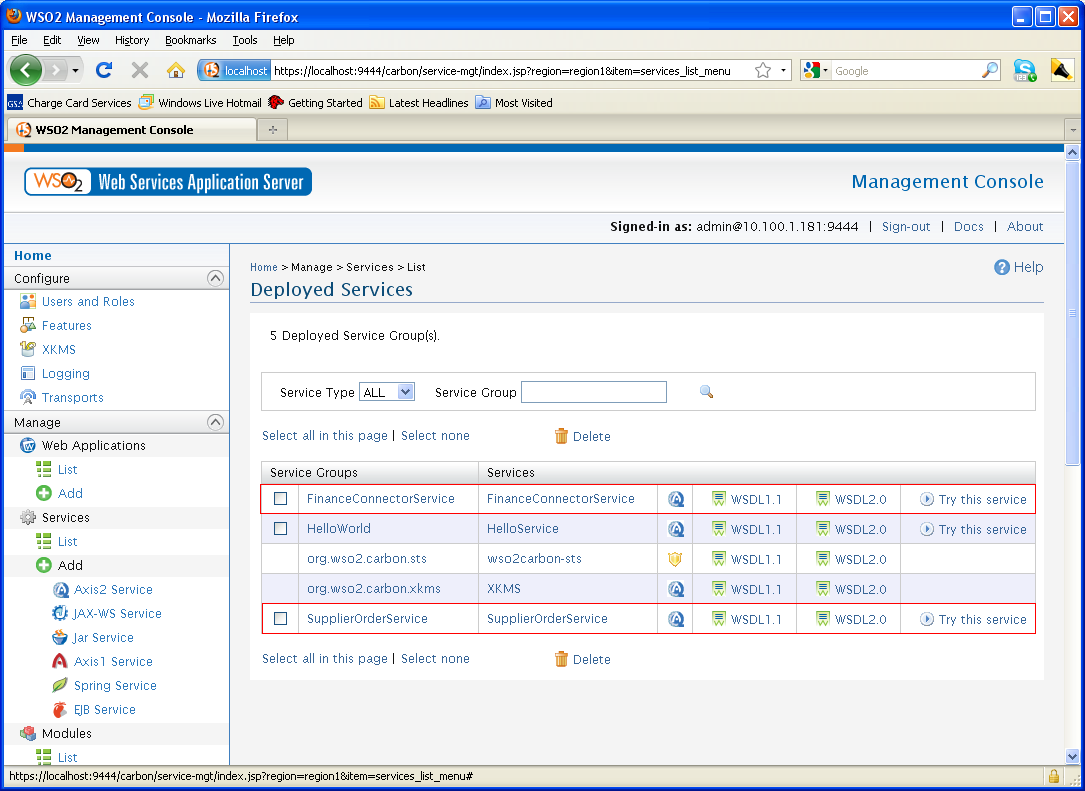 WSO2 Management Console - Mozilla Firefox
File Edit View History Bookmarks Tools Help
localhost https://localhost:9444/carbon/service-mgt/index.jsp?region=region1&item=services_list_menu Google
GSA Charge Card Services Windows Live Hotmail Getting Started Latest Headlines Most Visited
WSO2 Management Console
WSO2 Web Services Application Server
Management Console
Signed-in as: admin@10.100.1.181:9444 | Sign-out | Docs | About
Home
Configure
Users and Roles
Features
XKMS
Logging
Transports
Manage
Web Applications
List
Add
Services
List
Add
Axis2 Service
JAX-WS Service
Jar Service
Axis1 Service
Spring Service
EJB Service
Modules
List
Home > Manage > Services > List
Help
Deployed Services
5 Deployed Service Group(s).
Service Type ALL Service Group
Select all in this page | Select none Delete
Service Groups Services
FinanceConnectorService FinanceConnectorService WSDL1.1 WSDL2.0 Try this service
HelloWorld HelloService WSDL1.1 WSDL2.0 Try this service
org.wso2.carbon.sts wso2carbon-sts WSDL1.1 WSDL2.0
org.wso2.carbon.xkms XKMS WSDL1.1 WSDL2.0
SupplierOrderService SupplierOrderService WSDL1.1 WSDL2.0 Try this service
Select all in this page | Select none Delete
https://localhost:9444/carbon/service-mgt/index.jsp?region=region1&item=services_list_menu#